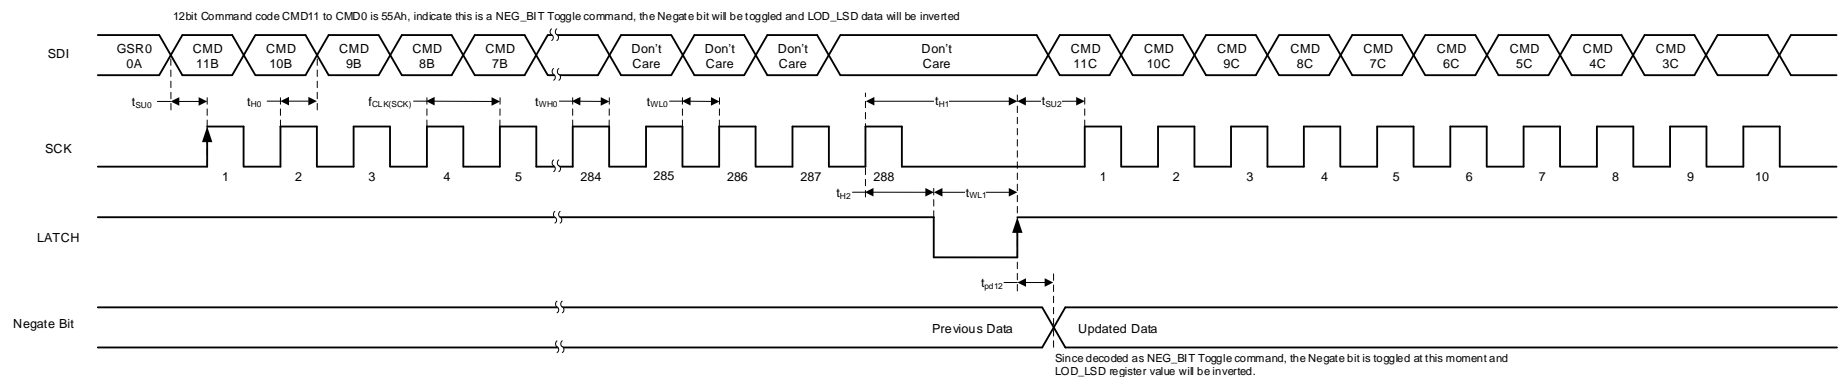 12bit Command code CMD11 to CMD0 is 55Ah, indicate this is a NEG_BIT Toggle command, the Negate bit will be toggled and LOD_LSD data will be inverted
SDI
GSR0 0A
CMD 11B
CMD 10B
CMD 9B
CMD 8B
CMD 7B
Don't Care
Don't Care
Don't Care
Don't Care
CMD 11C
CMD 10C
CMD 9C
CMD 8C
CMD 7C
CMD 6C
CMD 5C
CMD 4C
CMD 3C
tSU0
tH0
fCLK(SCK)
tWH0
tWL0
tH1
tSU2
SCK
1 2 3 4 5 284 285 286 287 288 1 2 3 4 5 6 7 8 9 10
tH2
tWL1
LATCH
tpd12
Negate Bit
Previous Data
Updated Data
Since decoded as NEG_BIT Toggle command, the Negate bit is toggled at this moment and
LOD_LSD register value will be inverted.